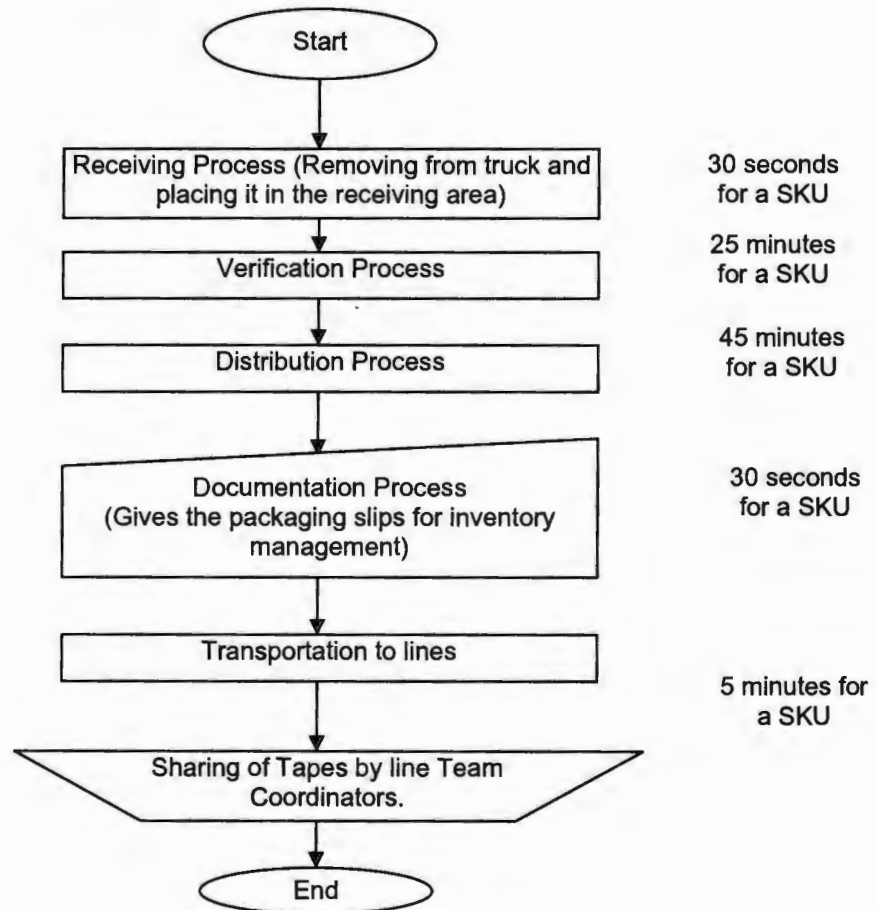 Start
Receiving Process (Removing from truck and
placing it in the receiving area)
30 seconds
for a SKU
Verification Process
25 minutes
for a SKU
Distribution Process
45 minutes
for a SKU
Documentation Process
(Gives the packaging slips for inventory
management)
30 seconds
for a SKU
Transportation to lines
5 minutes for
a SKU
Sharing of Tapes by line Team
Coordinators.
End